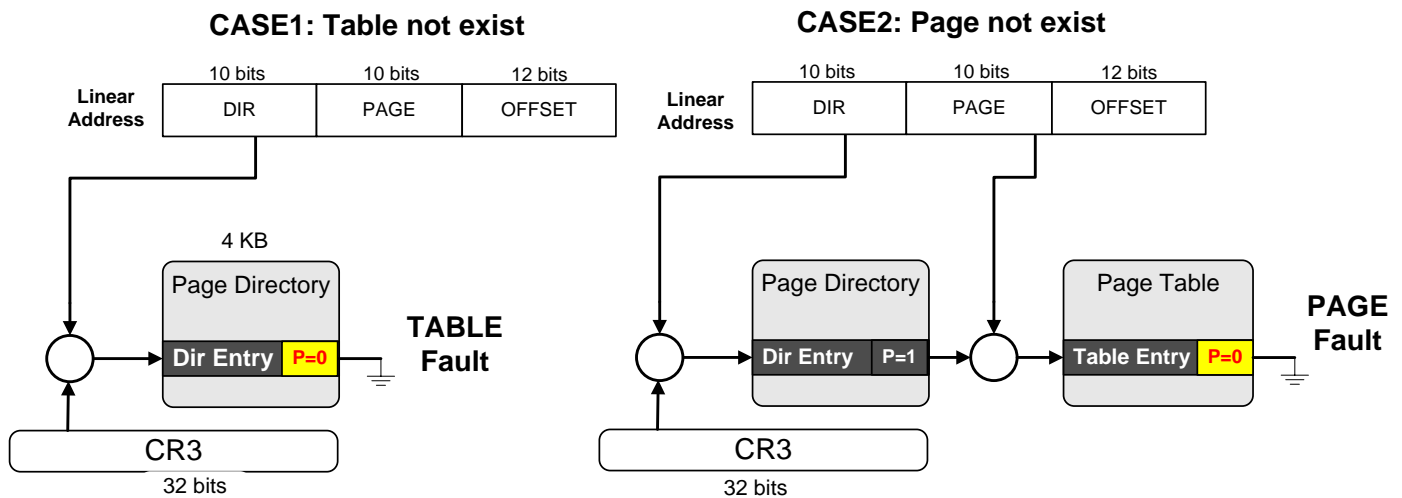 CASE1: Table not exist
10 bits 10 bits 12 bits
Linear
Address
DIR PAGE OFFSET
4 KB
Page Directory
Dir Entry P=0
TABLE
Fault
CR3
32 bits
CASE2: Page not exist
10 bits 10 bits 12 bits
Linear
Address
DIR PAGE OFFSET
Page Directory
Dir Entry P=1
Page Table
Table Entry P=0
PAGE
Fault
CR3
32 bits